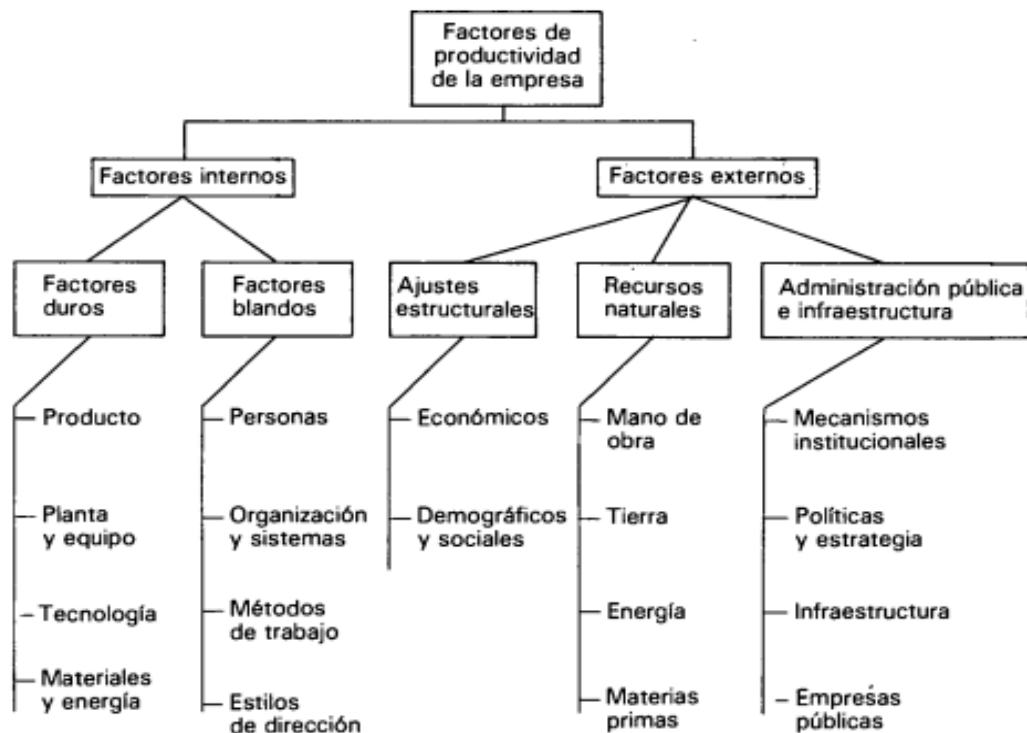 Factores de
productividad
de la empresa
Factores internos
Factores externos
Factores
duros
Factores
blandos
Ajustes
estructurales
Recursos
naturales
Administración pública
e infraestructura
Producto
Planta
y equipo
Tecnología
Materiales
y energía
Personas
Organización
y sistemas
Métodos
de trabajo
Estilos
de dirección
Económicos
Demográficos
y sociales
Mano de
obra
Tierra
Energía
Materias
primas
Mecanismos
institucionales
Políticas
y estrategia
Infraestructura
Empresas
públicas